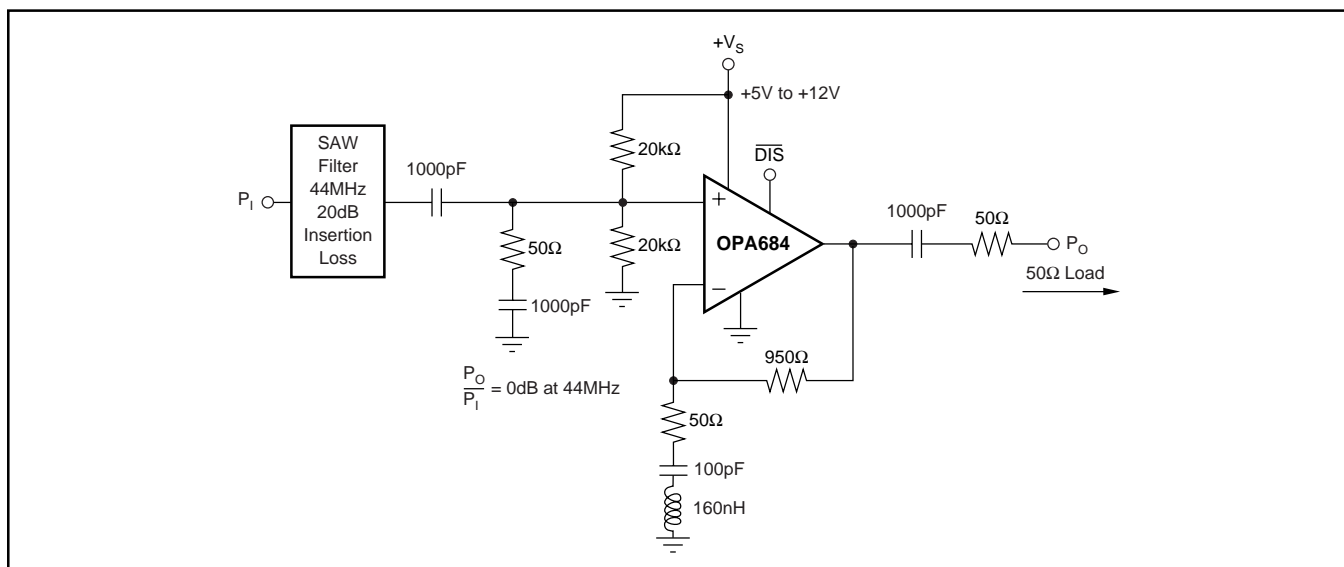 +V_S
+5V to +12V
SAW
Filter
44MHz
20dB
Insertion
Loss
P_I
1000pF
20kΩ
DIS
+
OPA684
−
50Ω
20kΩ
1000pF
1000pF
50Ω
P_O
50Ω Load
P_O
P_I
= 0dB at 44MHz
950Ω
50Ω
100pF
160nH